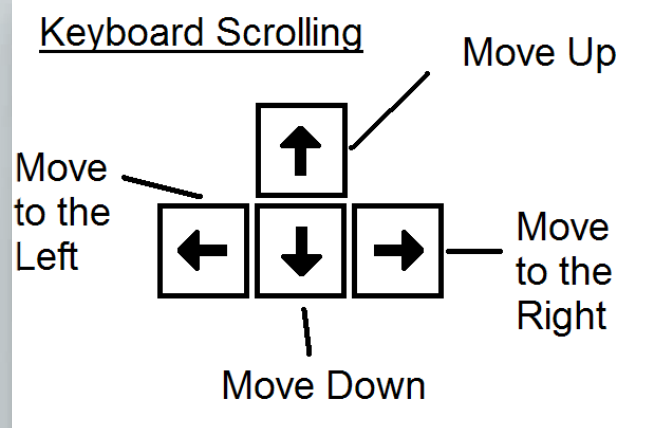 Keyboard Scrolling
Move Up
Move
to the
Left
Move
to the
Right
Move Down